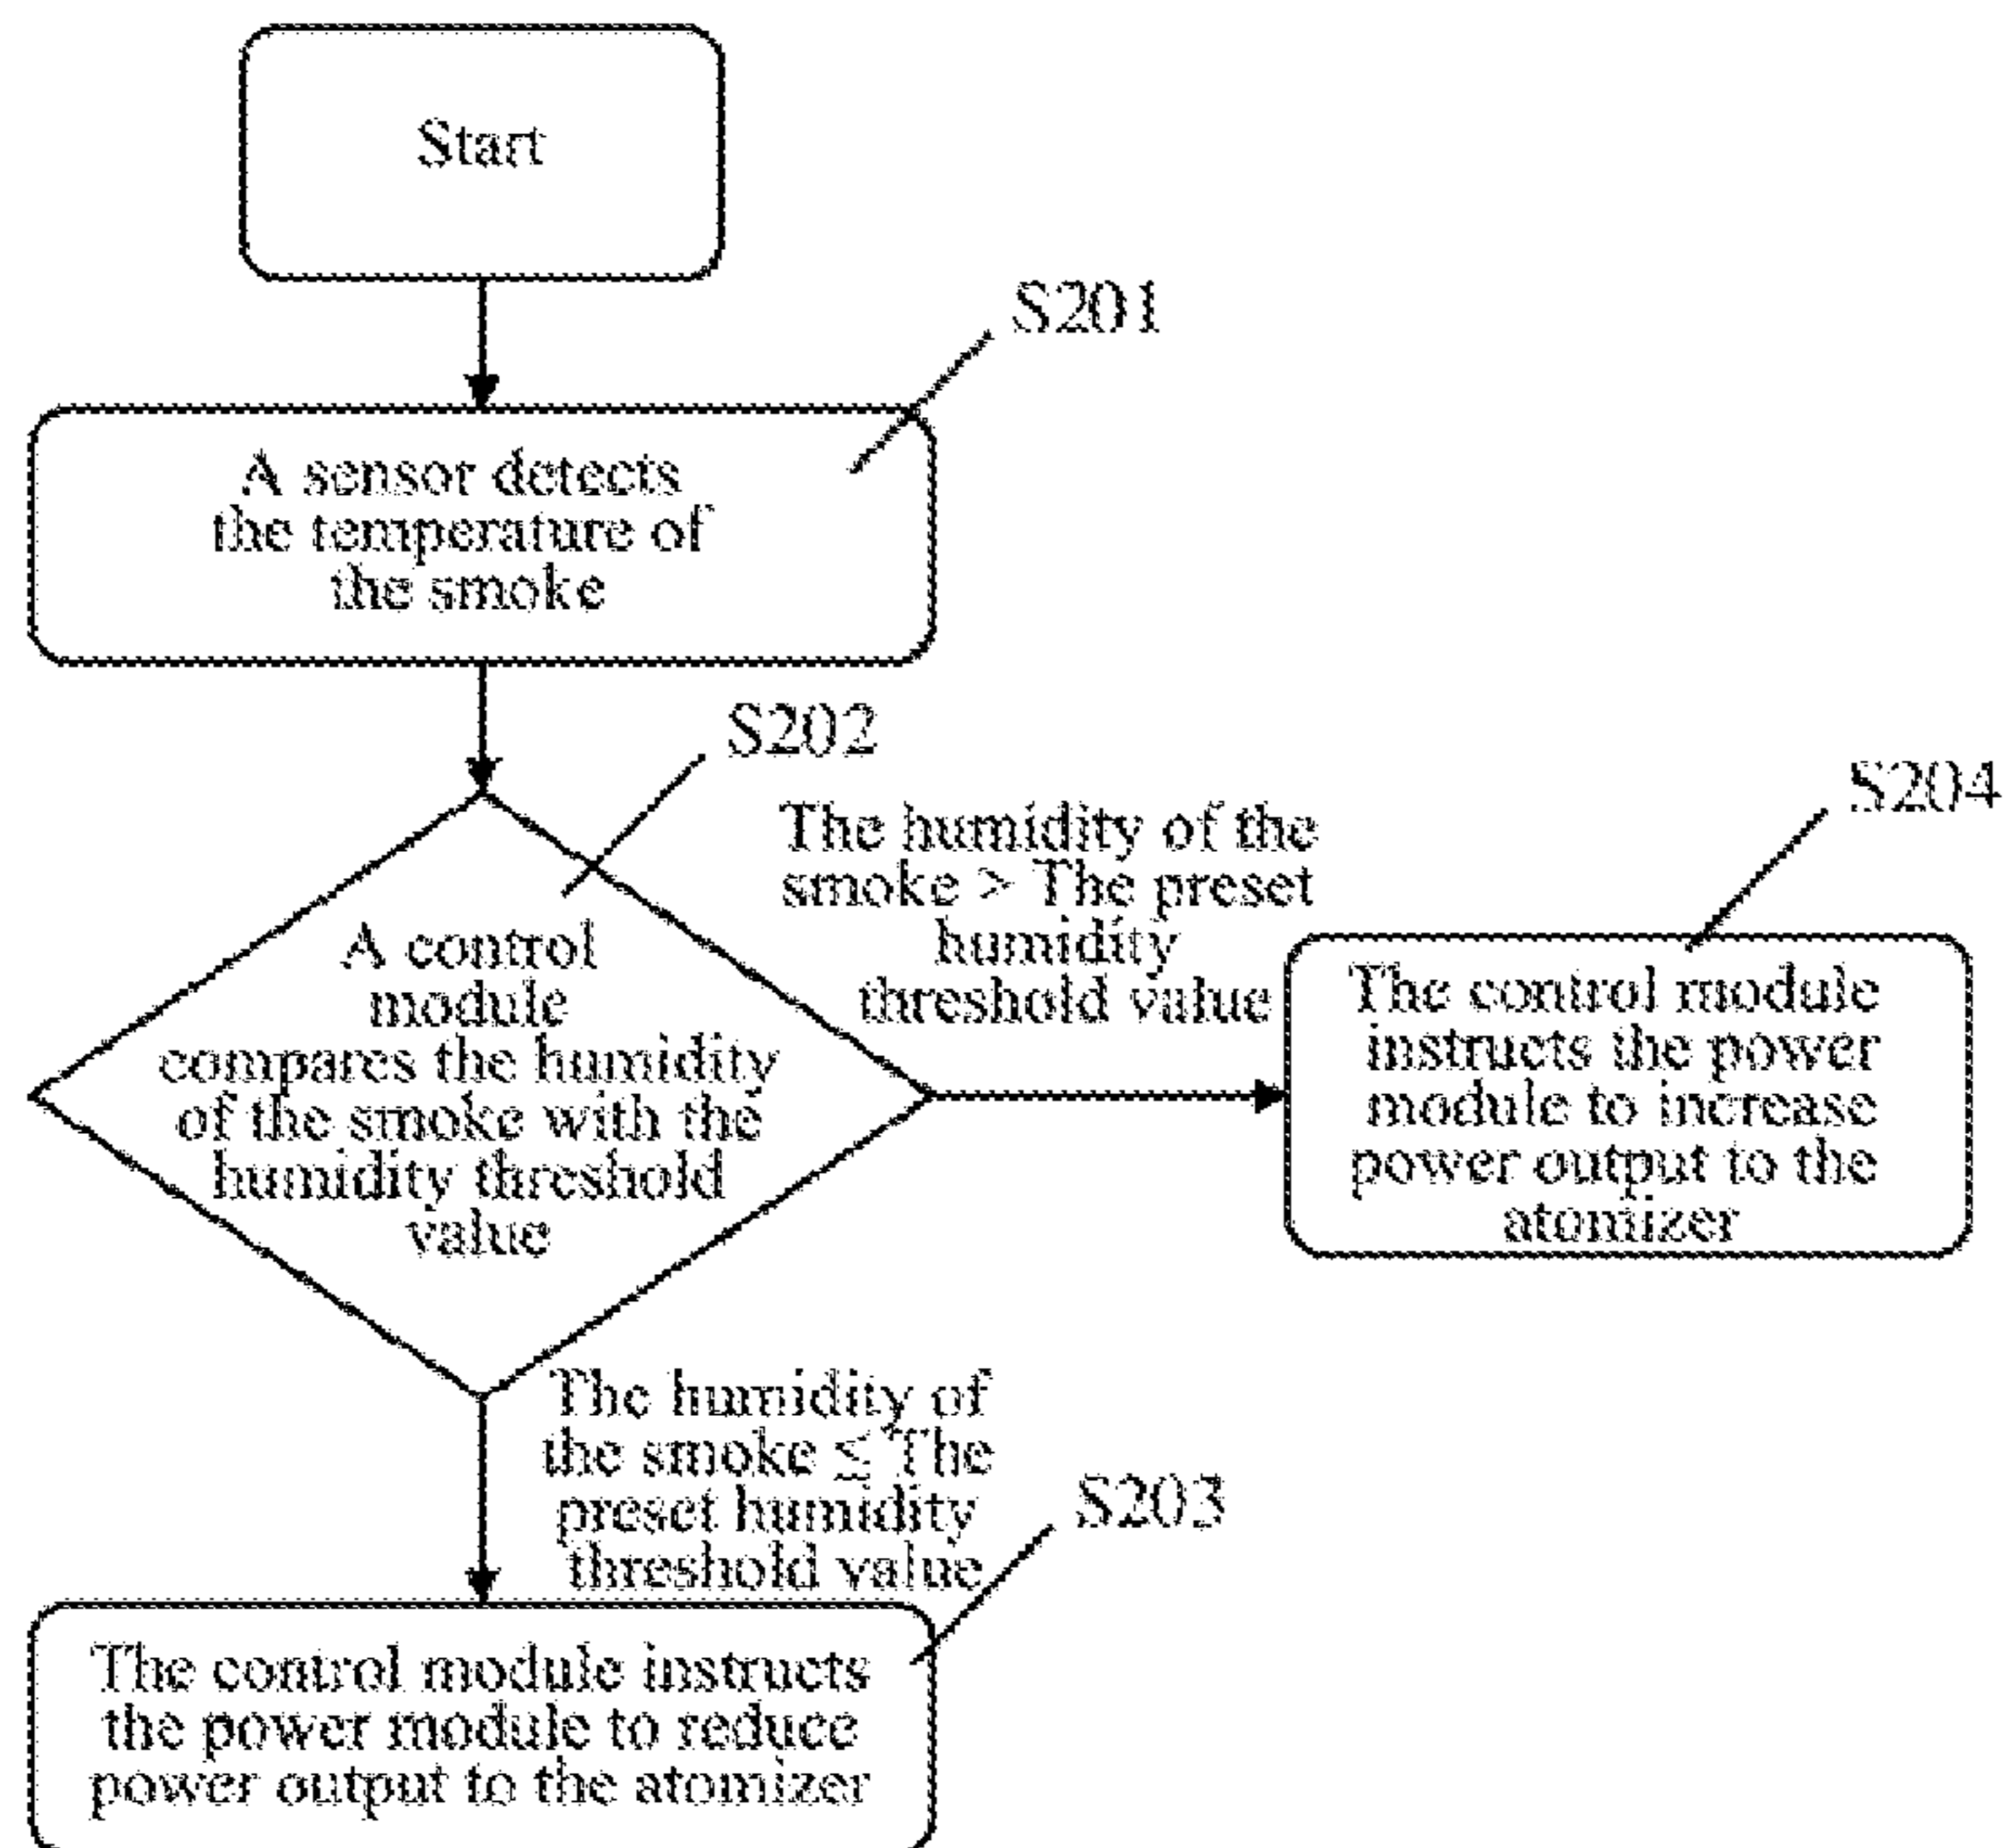 Start
S201
A sensor detects
the temperature of
the smoke
S202
A control
module
compares the humidity
of the smoke with the
humidity threshold
value
The humidity of the
smoke > The preset
humidity
threshold value
S204
The control module
instructs the power
module to increase
power output to the
atomizer
The humidity of
the smoke ≤ The
preset humidity
threshold value
S203
The control module instructs
the power module to reduce
power output to the atomizer